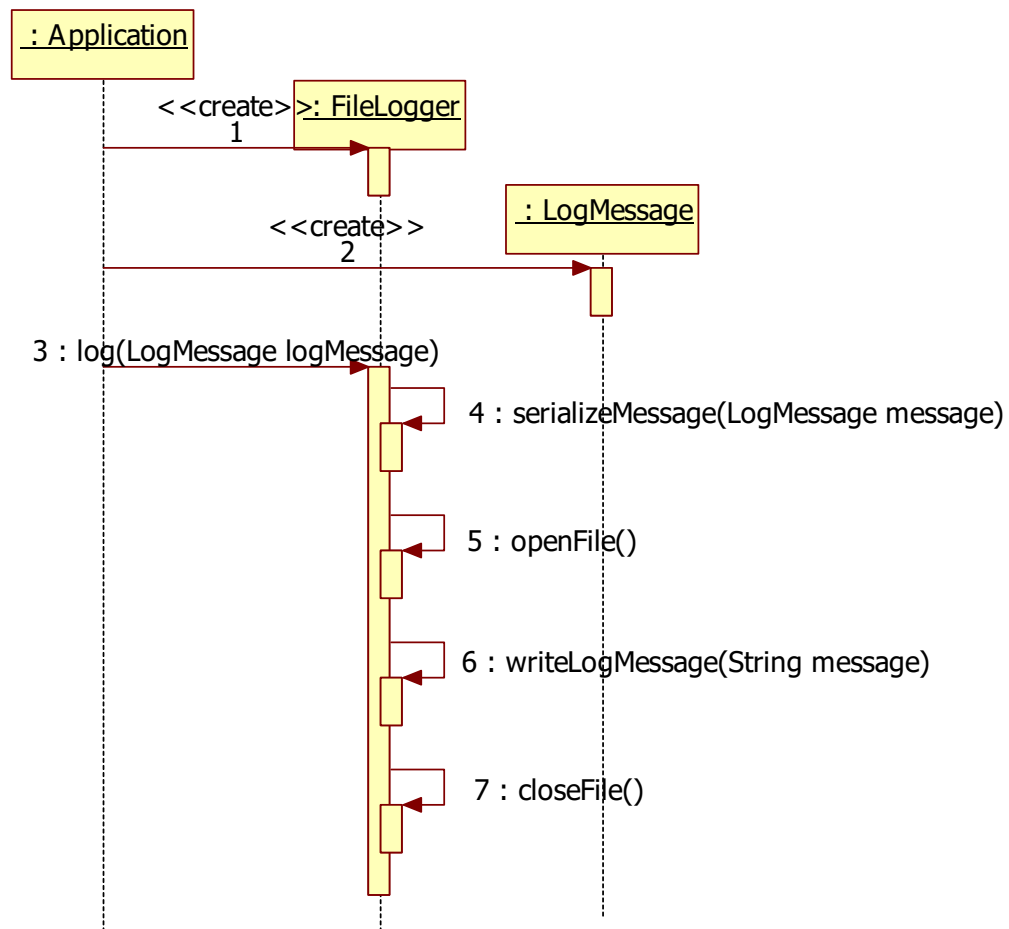 : Application
<<create>>
: FileLogger
1
: LogMessage
<<create>>
2
3 : log(LogMessage logMessage)
4 : serializeMessage(LogMessage message)
5 : openFile()
6 : writeLogMessage(String message)
7 : closeFile()